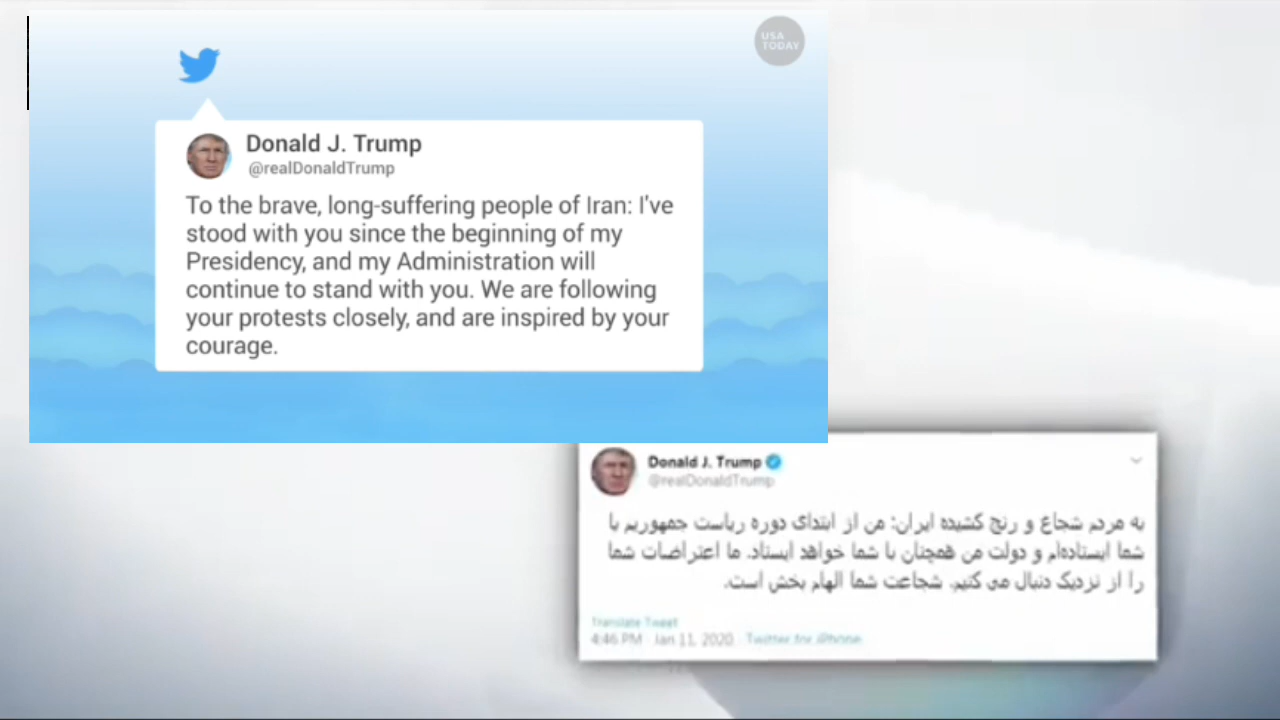 USA
TODAY
Donald J. Trump
@realDonaldTrump
To the brave, long-suffering people of Iran: I've
stood with you since the beginning of my
Presidency, and my Administration will
continue to stand with you. We are following
your protests closely, and are inspired by your
courage.
Donald J. Trump
@realDonaldTrump
به مردم شجاع و رنج کشیده ایران: من از ابتدای دوره ریاست جمهوریم با
شما ایستاده‌ام و دولت من همچنان با شما خواهد ایستاد. ما اعتراضات شما
را از نزدیک دنبال می کنیم. شجاعت شما الهام بخش است.
Translate Tweet
4:46 PM · Jan 11, 2020 · Twitter for iPhone